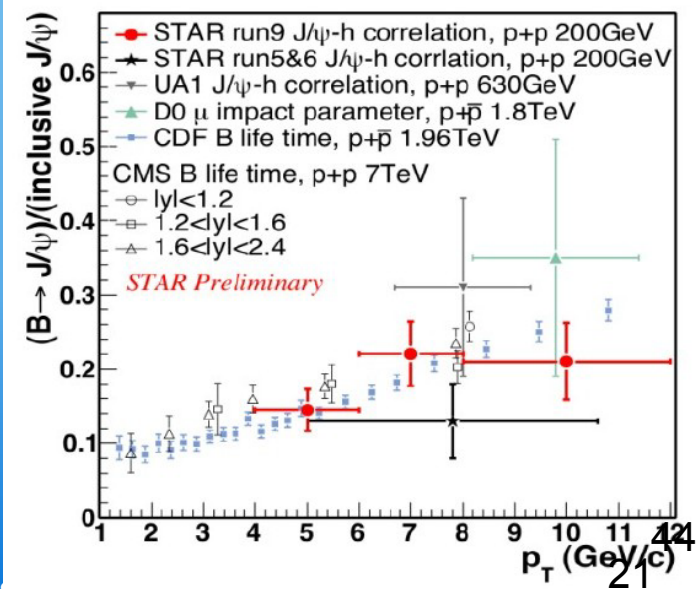 STAR run9 J/ψ-h correlation, p+p 200GeV
STAR run5&6 J/ψ-h corrlation, p+p 200GeV
UA1 J/ψ-h correlation, p+p 630GeV
D0 μ impact parameter, p+p̅ 1.8TeV
CDF B life time, p+p̅ 1.96TeV
CMS B life time, p+p 7TeV
|y|<1.2
1.2<|y|<1.6
1.6<|y|<2.4
STAR Preliminary
(B→ J/ψ)/(inclusive J/ψ)
0.6
0.5
0.4
0.3
0.2
0.1
0
1 2 3 4 5 6 7 8 9 10 11 12
44
p_T (GeV/c)
21